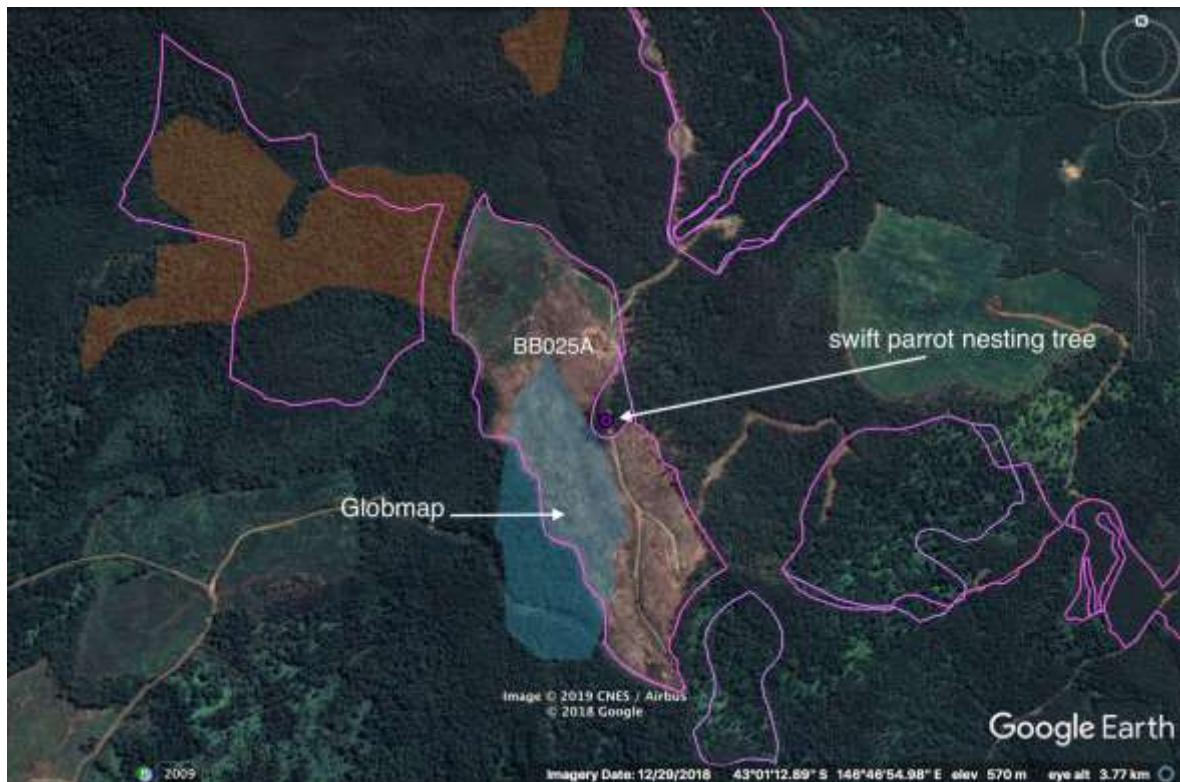 N
BB025A
swift parrot nesting tree
Globmap
Image © 2019 CNES / Airbus
© 2018 Google
Google Earth
2009
Imagery Date: 12/29/2018 43°01'12.89" S 146°46'54.98" E elev 570 m eye alt 3.77 km